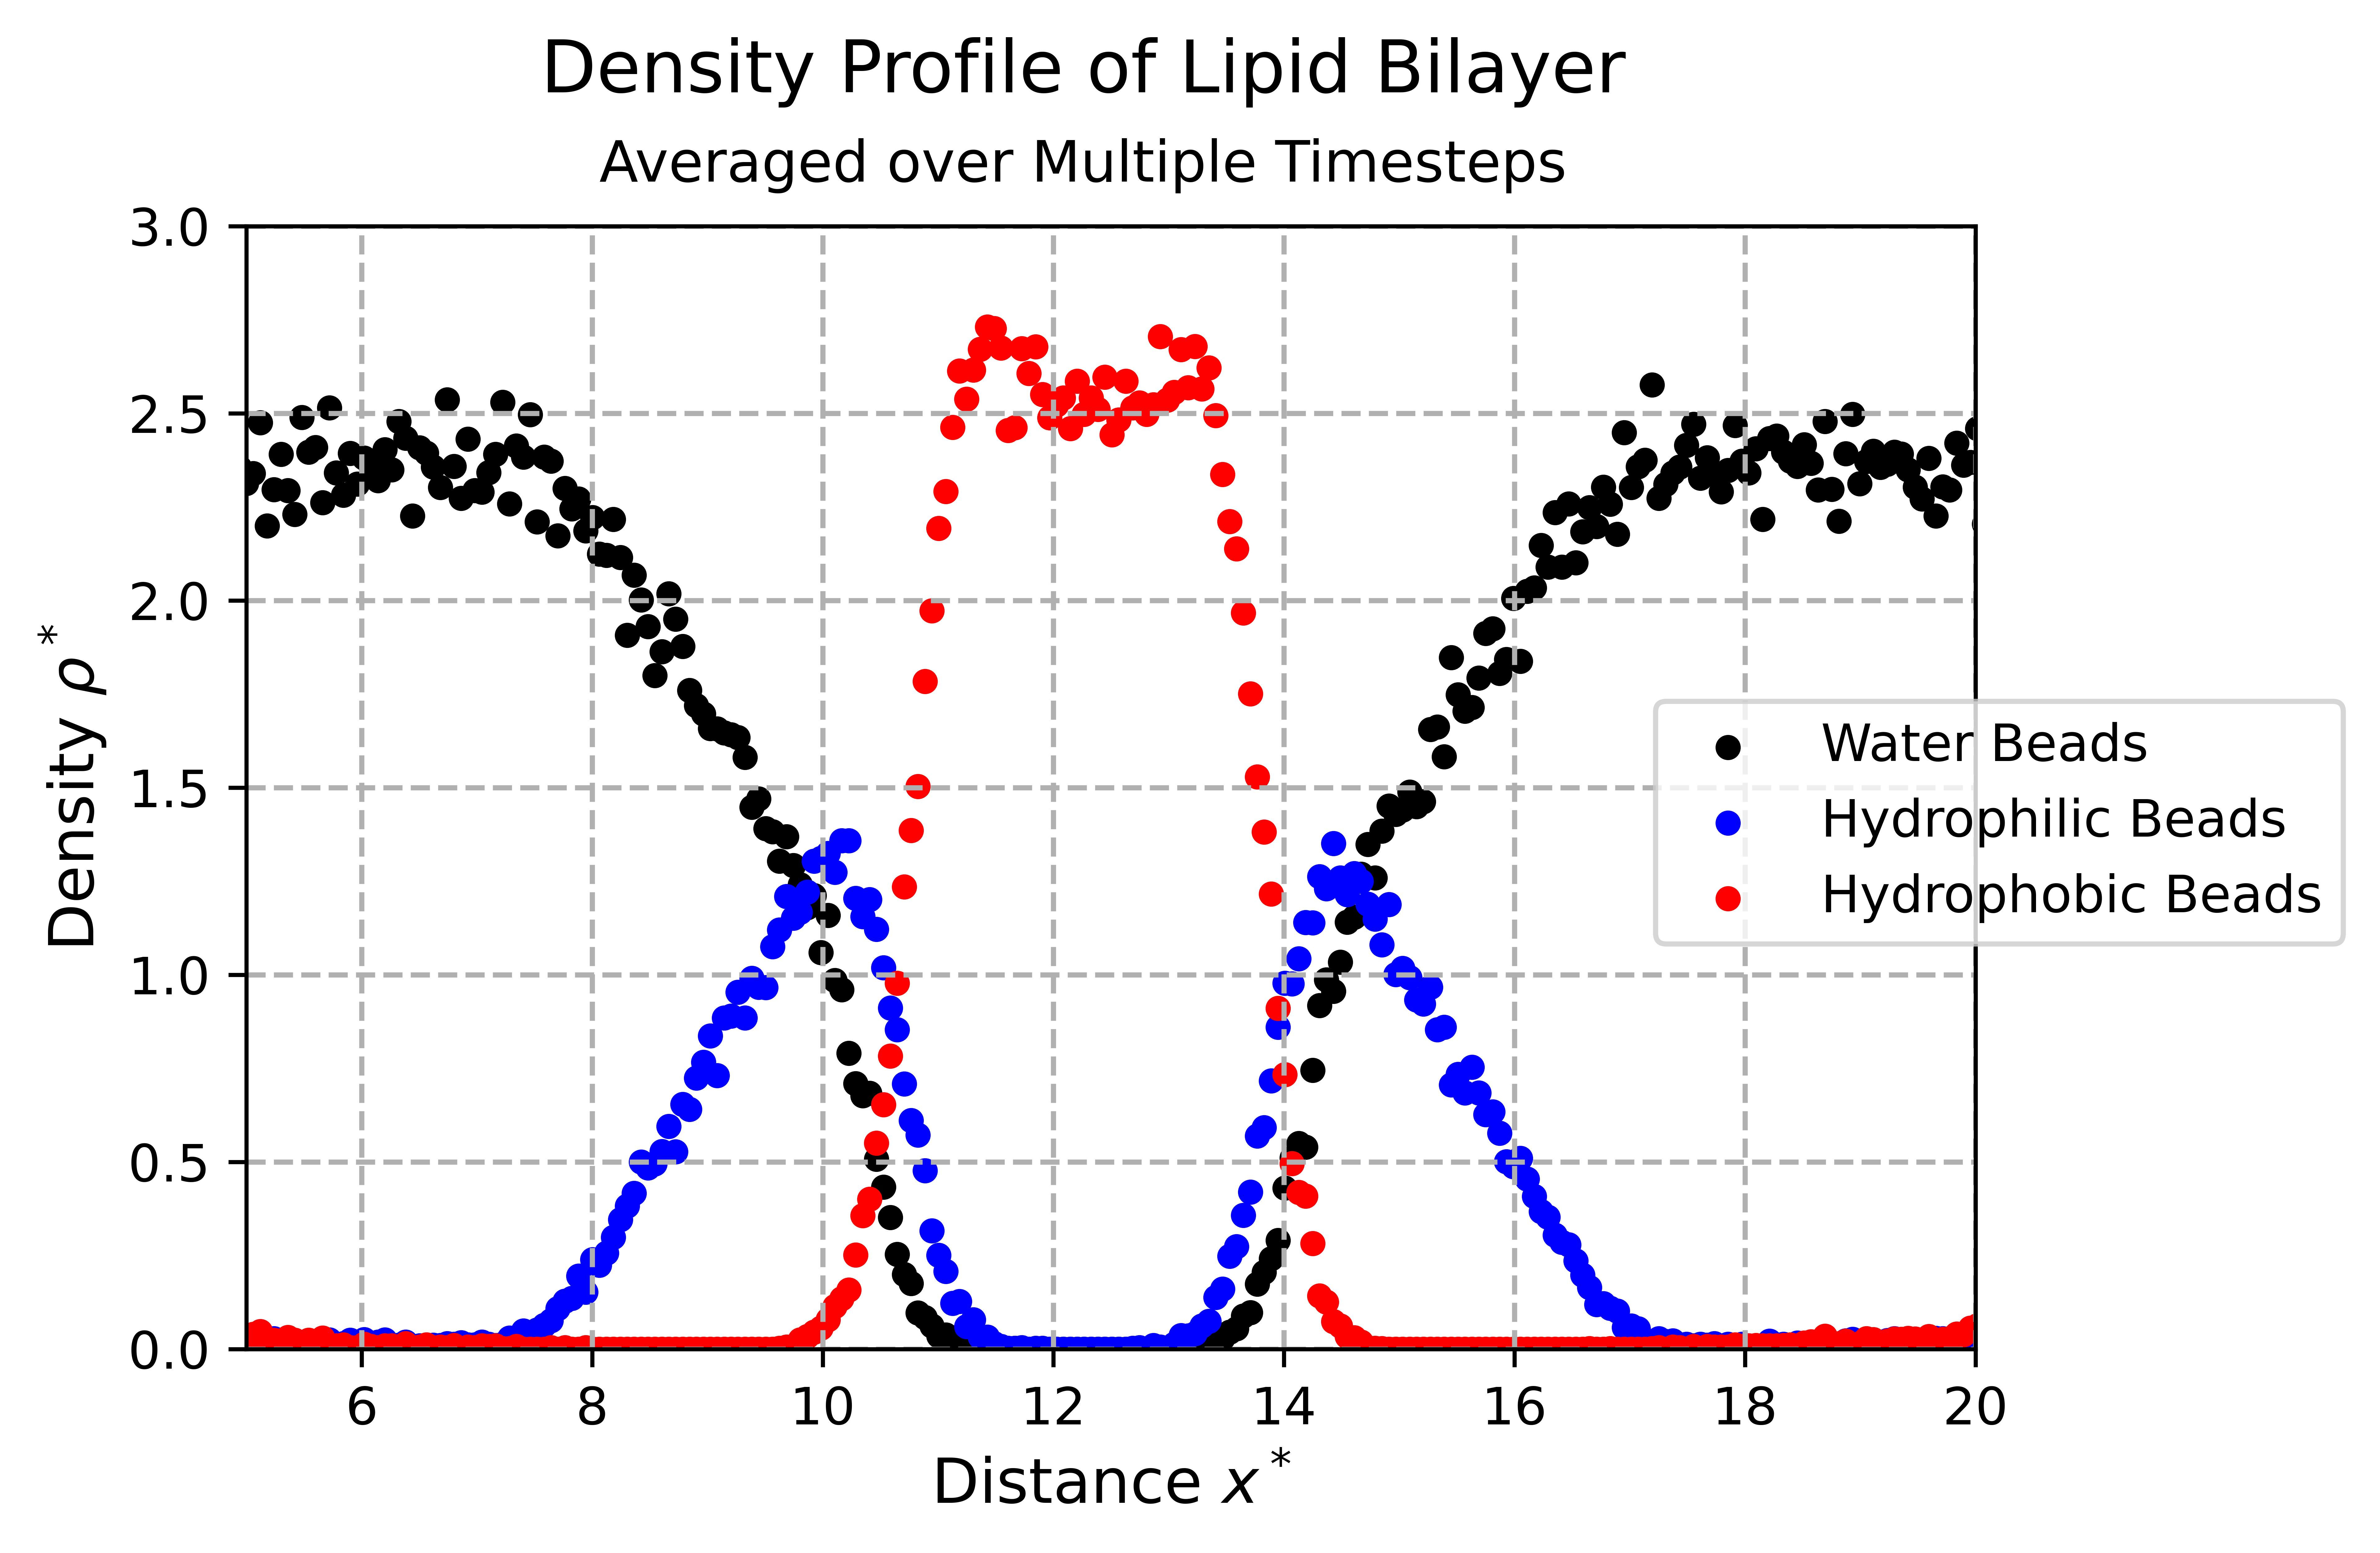 Density Profile of Lipid Bilayer
Averaged over Multiple Timesteps
Density ρ*
3.0
2.5
2.0
1.5
1.0
0.5
0.0
Water Beads
Hydrophilic Beads
Hydrophobic Beads
6 8 10 12 14 16 18 20
Distance x*